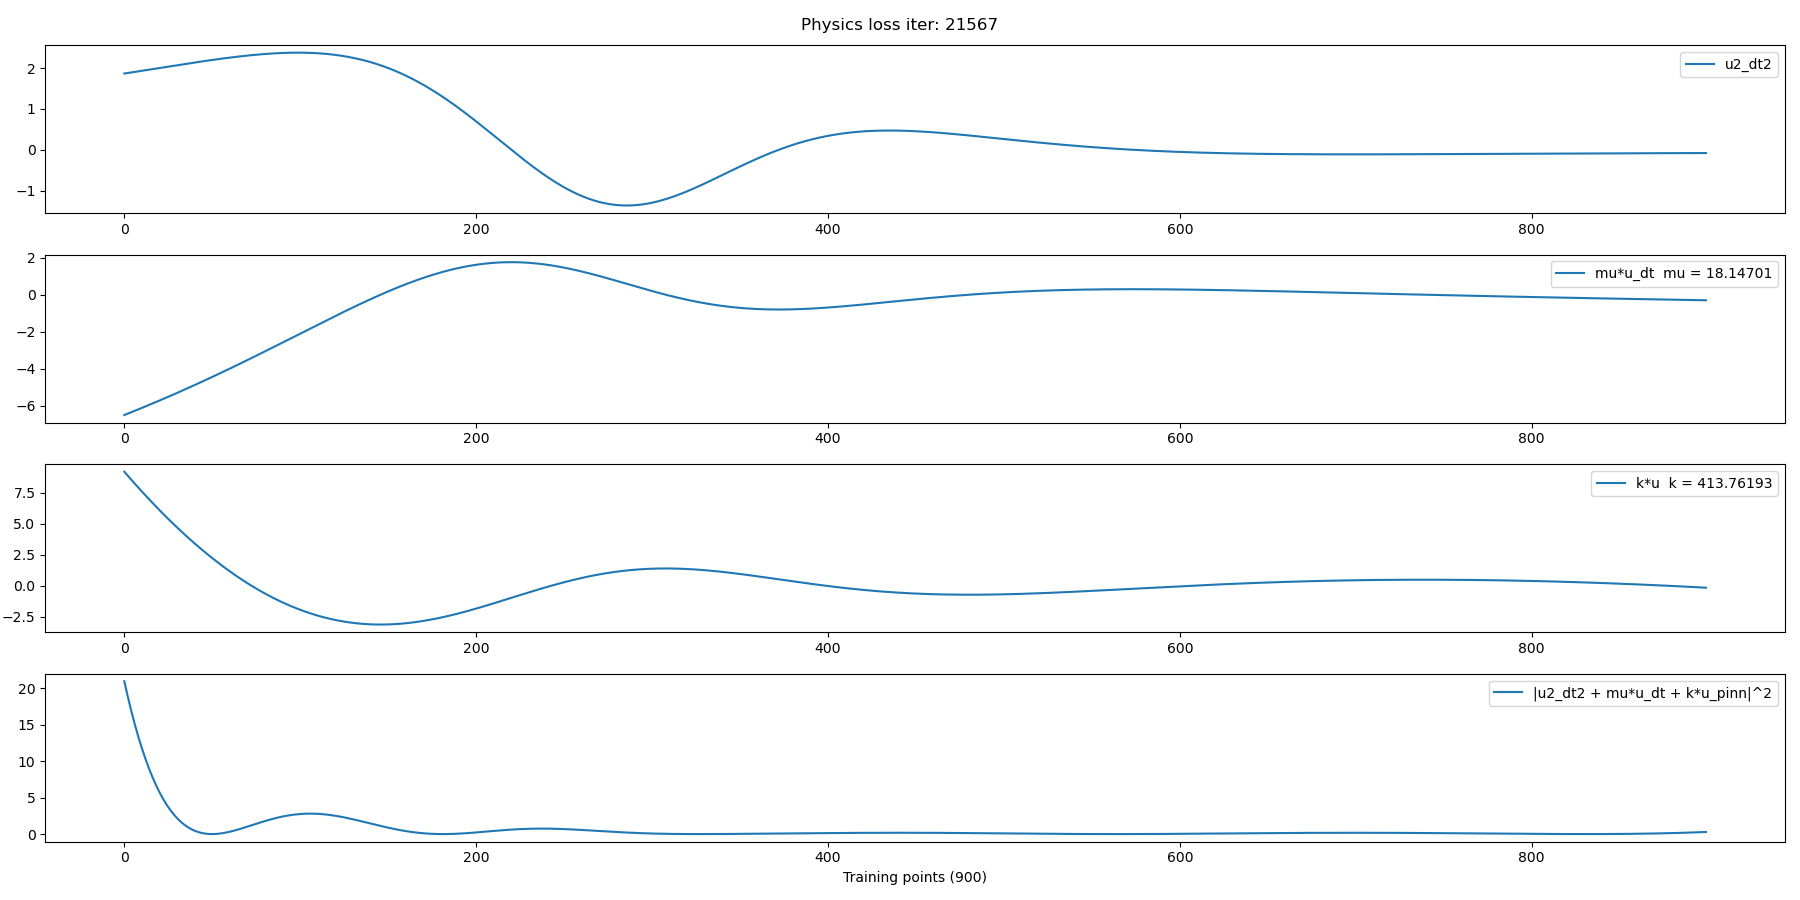 Physics loss iter: 21567
u2_dt2
2
1
0
−1
0 200 400 600 800
mu*u_dt  mu = 18.14701
2
0
−2
−4
−6
0 200 400 600 800
k*u  k = 413.76193
7.5
5.0
2.5
0.0
−2.5
0 200 400 600 800
|u2_dt2 + mu*u_dt + k*u_pinn|^2
20
15
10
5
0
0 200 400 600 800
Training points (900)